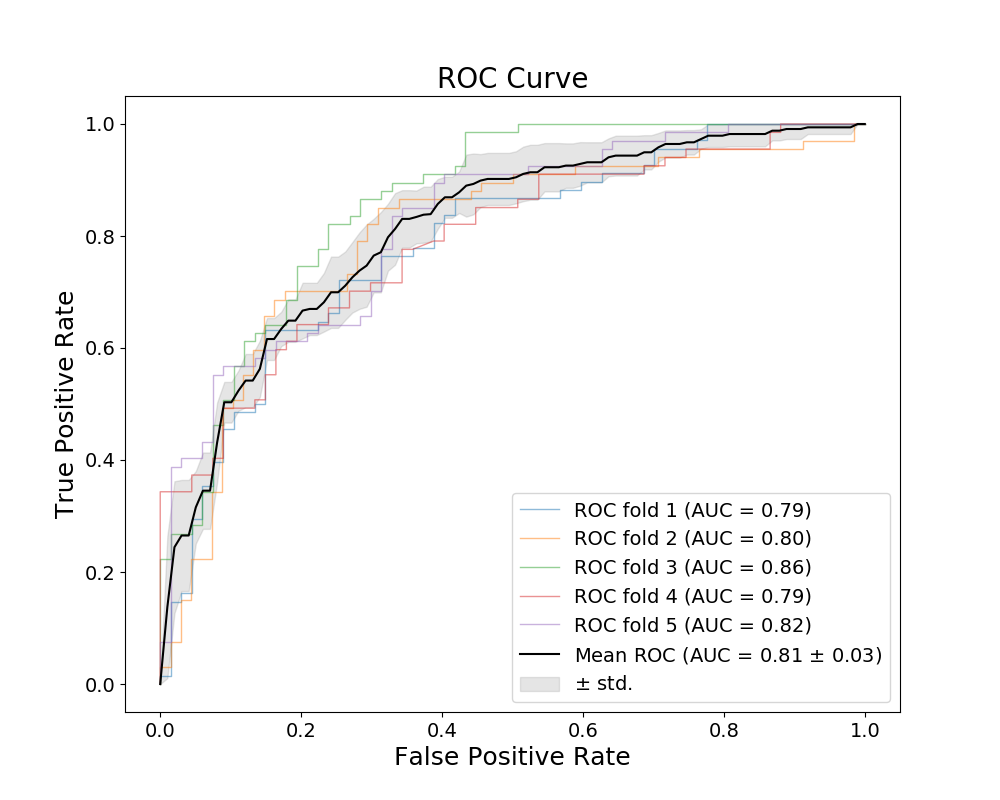 ROC Curve
1.0
0.8
0.6
0.4
0.2
0.0
True Positive Rate
ROC fold 1 (AUC = 0.79)
ROC fold 2 (AUC = 0.80)
ROC fold 3 (AUC = 0.86)
ROC fold 4 (AUC = 0.79)
ROC fold 5 (AUC = 0.82)
Mean ROC (AUC = 0.81 ± 0.03)
± std.
0.0 0.2 0.4 0.6 0.8 1.0
False Positive Rate